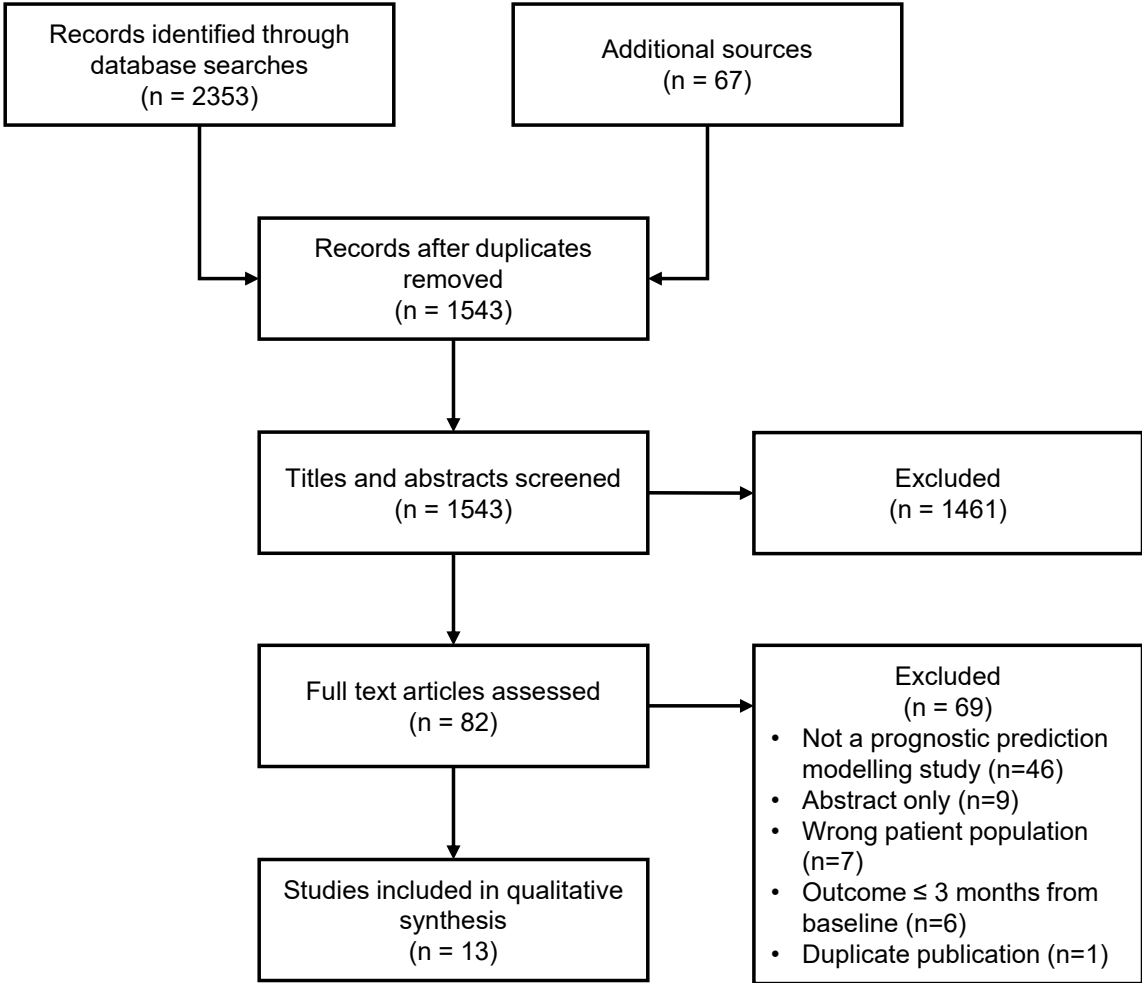 Records identified through
database searches
(n = 2353)
Additional sources
(n = 67)
Records after duplicates
removed
(n = 1543)
Titles and abstracts screened
(n = 1543)
Excluded
(n = 1461)
Full text articles assessed
(n = 82)
Excluded
(n = 69)
• Not a prognostic prediction
modelling study (n=46)
• Abstract only (n=9)
• Wrong patient population
(n=7)
• Outcome ≤ 3 months from
baseline (n=6)
• Duplicate publication (n=1)
Studies included in qualitative
synthesis
(n = 13)